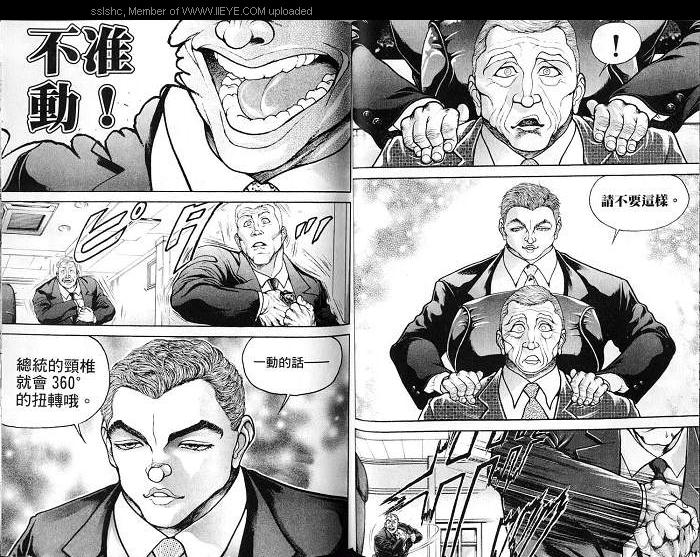 sslshc, Member of WWW.IIEYE.COM uploaded
！
請不要這樣。
不准
動！
ピタッ
一動的話——
總統的頸椎
就會 360°
的扭轉哦。